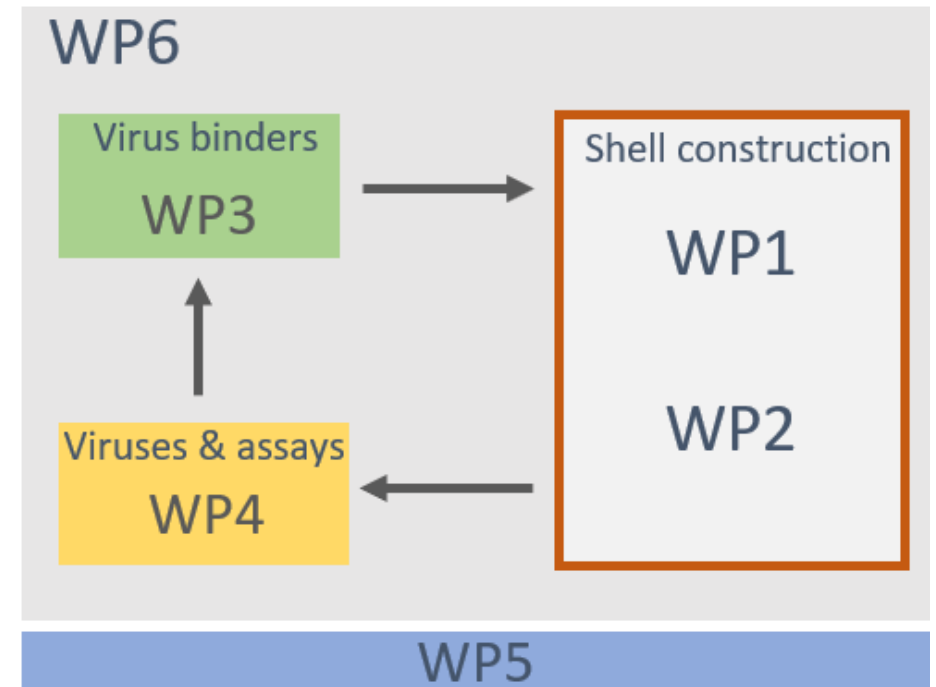 WP6
Virus binders
WP3
Shell construction
WP1
WP2
Viruses & assays
WP4
WP5